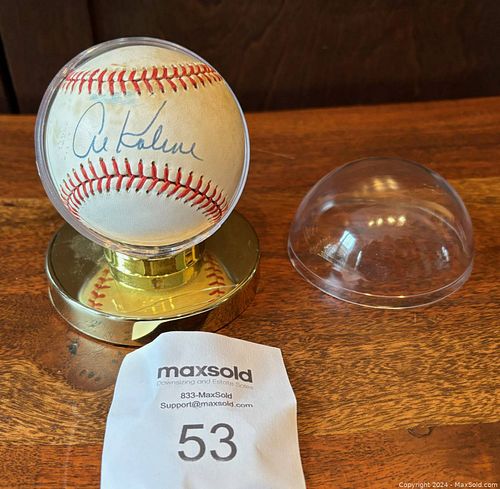 Al Kaline
maxsold
Downsizing and Estate Sales
833-MaxSold
Support@maxsold.com
53
Copyright 2024 - MaxSold.com